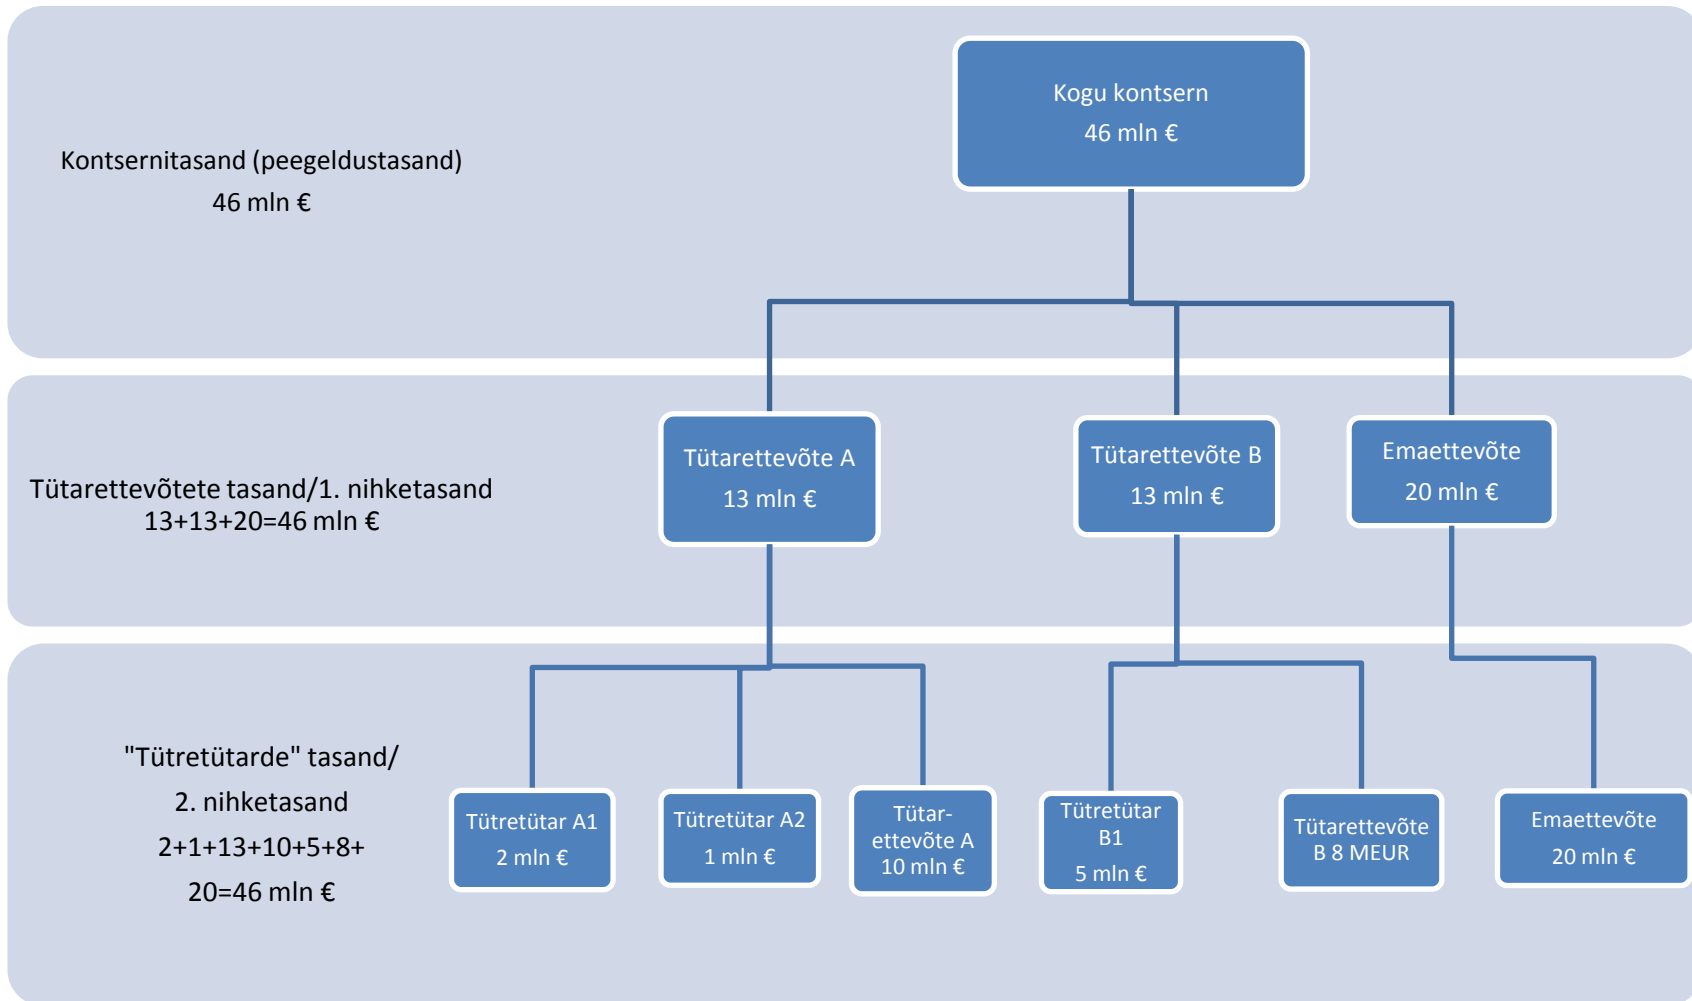 Kogu kontsern
46 mln €
Kontsernitasand (peegeldustasand)
46 mln €
Tütarettevõte A
13 mln €
Tütarettevõte B
13 mln €
Emaettevõte
20 mln €
Tütarettevõtete tasand/1. nihketasand
13+13+20=46 mln €
"Tütretütarde" tasand/
2. nihketasand
2+1+13+10+5+8+
20=46 mln €
Tütretütar A1
2 mln €
Tütretütar A2
1 mln €
Tütar-
ettevõte A
10 mln €
Tütretütar
B1
5 mln €
Tütarettevõte
B 8 MEUR
Emaettevõte
20 mln €